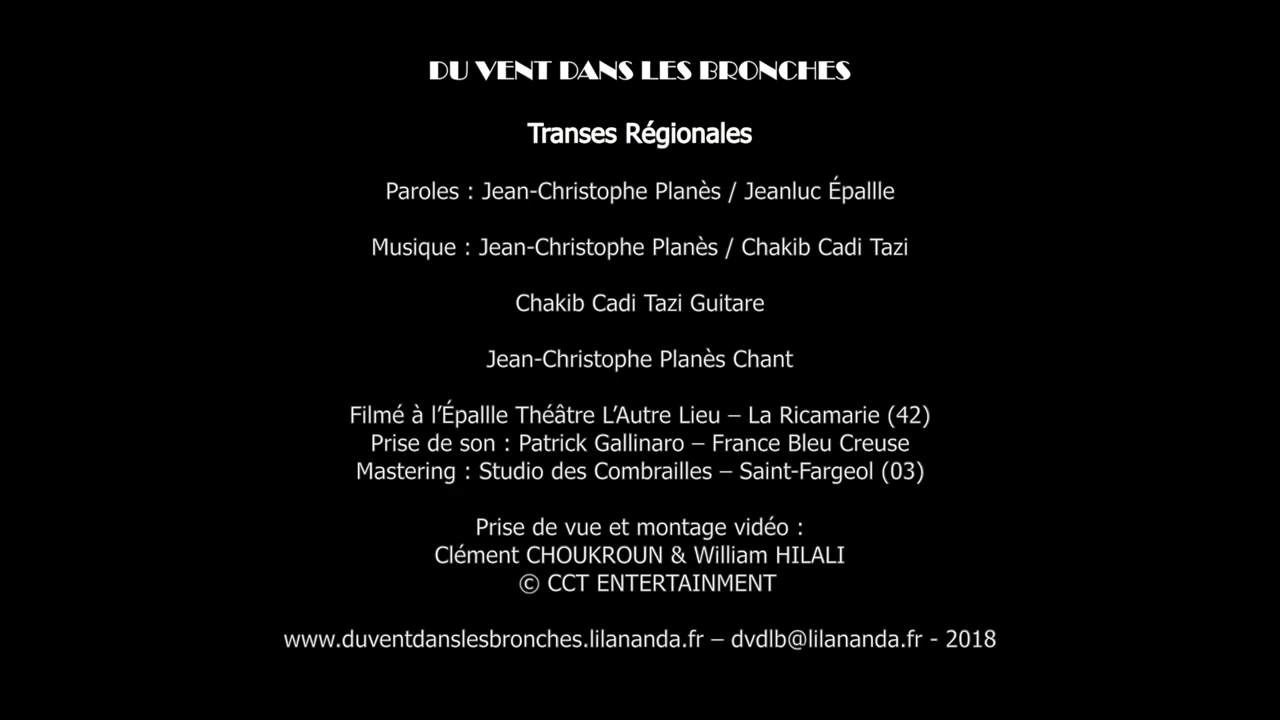 DU VENT DANS LES BRONCHES
Transes Régionales
Paroles : Jean-Christophe Planès / Jeanluc Épallle
Musique : Jean-Christophe Planès / Chakib Cadi Tazi
Chakib Cadi Tazi Guitare
Jean-Christophe Planès Chant
Filmé à l’Épallle Théâtre L’Autre Lieu – La Ricamarie (42)
Prise de son : Patrick Gallinaro – France Bleu Creuse
Mastering : Studio des Combrailles – Saint-Fargeol (03)
Prise de vue et montage vidéo :
Clément CHOUKROUN & William HILALI
© CCT ENTERTAINMENT
www.duventdanslesbronches.lilananda.fr – dvdlb@lilananda.fr - 2018